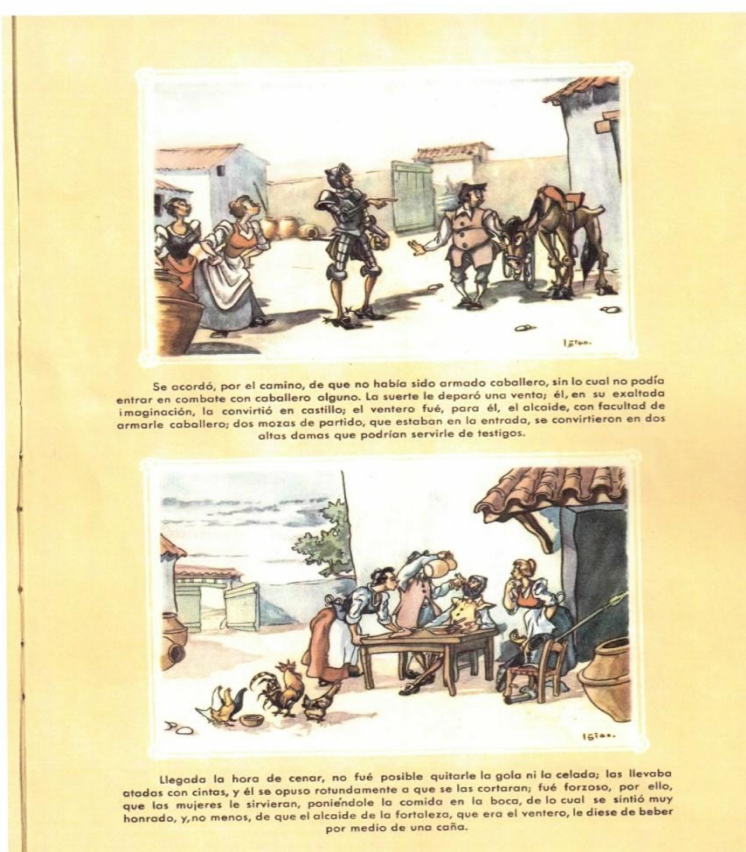 Iãtan.
Se acordó, por el camino, de que no había sido armado caballero, sin lo cual no podía
entrar en combate con caballero alguno. La suerte le deparó una venta; él, en su exaltada
imaginación, la convirtió en castillo; el ventero fué, para él, el alcaide, con facultad de
armarle caballero; dos mozas de partido, que estaban en la entrada, se convirtieron en dos
altas damas que podrían servirle de testigos.
Llegada la hora de cenar, no fué posible quitarle la gola ni la celada; las llevaba
atadas con cintas, y él se opuso rotundamente a que se las cortaran; fué forzoso, por ello,
que las mujeres le sirvieran, poniéndole la comida en la boca, de lo cual se sintió muy
honrado, y,no menos, de que el alcaide de la fortaleza, que era el ventero, le diese de beber
por medio de una caña.